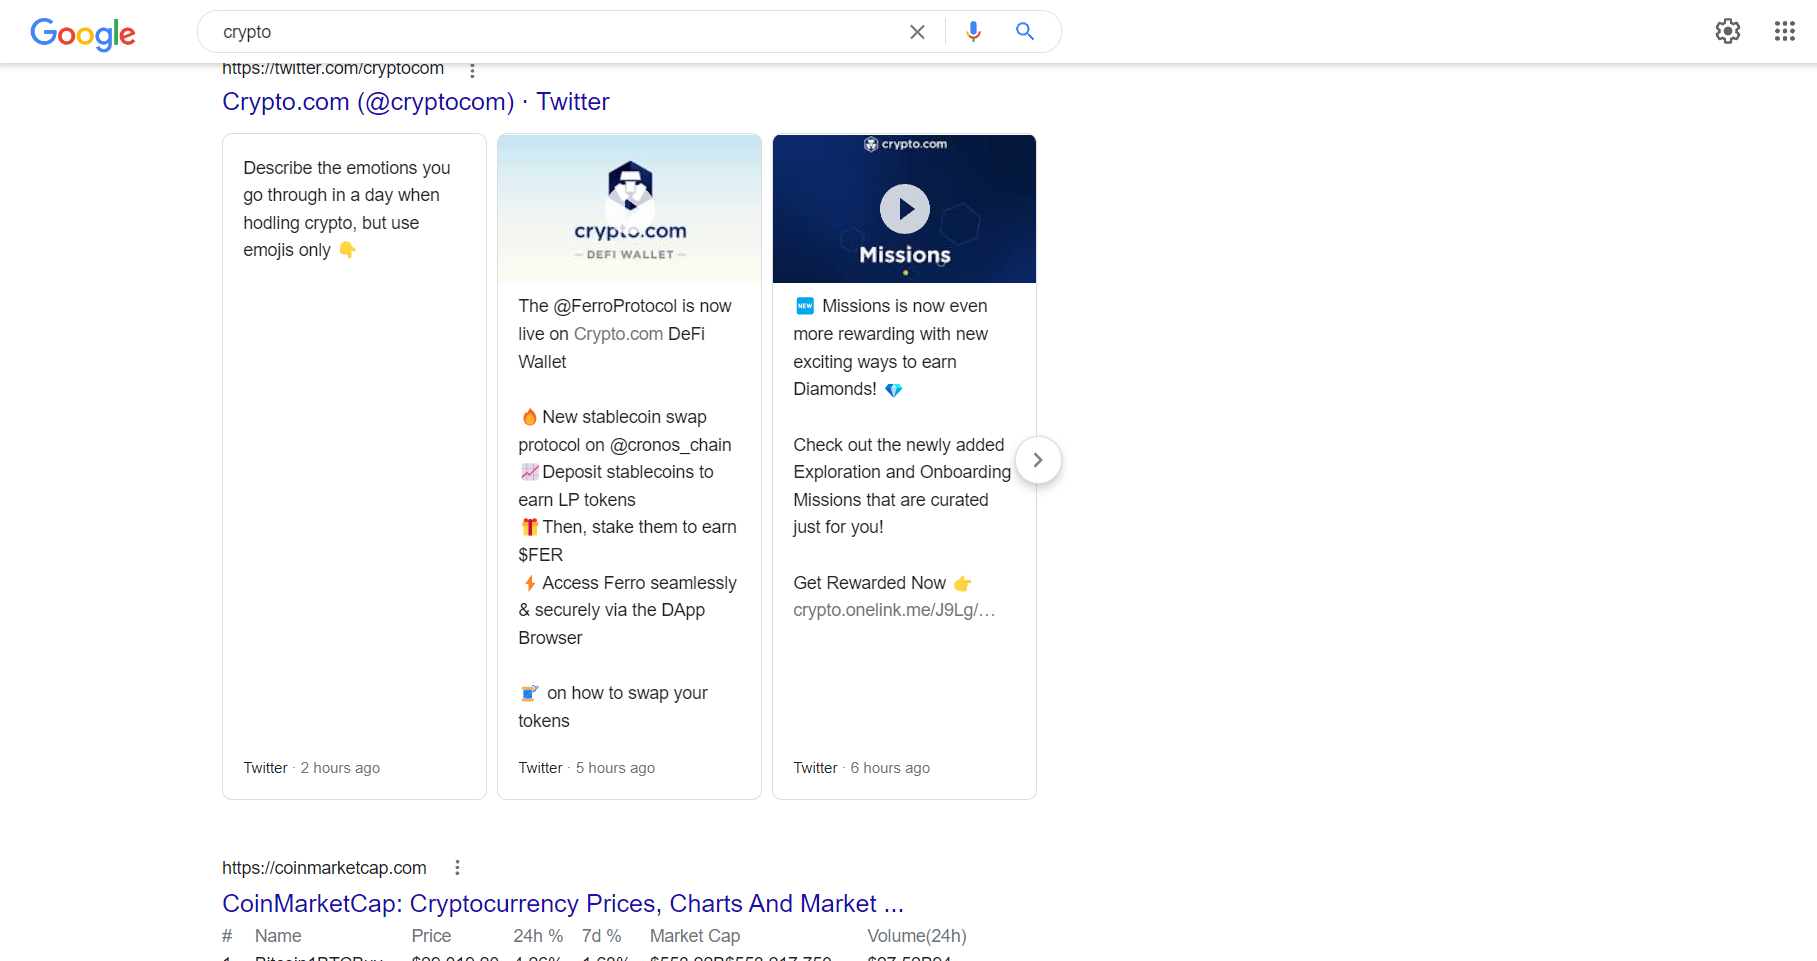 Google
crypto
https://twitter.com/cryptocom
Crypto.com (@cryptocom) · Twitter
Describe the emotions you
go through in a day when
hodling crypto, but use
emojis only 👇
Twitter · 2 hours ago
crypto.com
— DEFI WALLET —
The @FerroProtocol is now
live on Crypto.com DeFi
Wallet
🔥 New stablecoin swap
protocol on @cronos_chain
📈 Deposit stablecoins to
earn LP tokens
🎁 Then, stake them to earn
$FER
⚡ Access Ferro seamlessly
& securely via the DApp
Browser
🧵 on how to swap your
tokens
Twitter · 5 hours ago
crypto.com
Missions
🆕 Missions is now even
more rewarding with new
exciting ways to earn
Diamonds! 💎
Check out the newly added
Exploration and Onboarding
Missions that are curated
just for you!
Get Rewarded Now 👉
crypto.onelink.me/J9Lg/…
Twitter · 6 hours ago
https://coinmarketcap.com
CoinMarketCap: Cryptocurrency Prices, Charts And Market ...
# Name Price 24h % 7d % Market Cap Volume(24h)